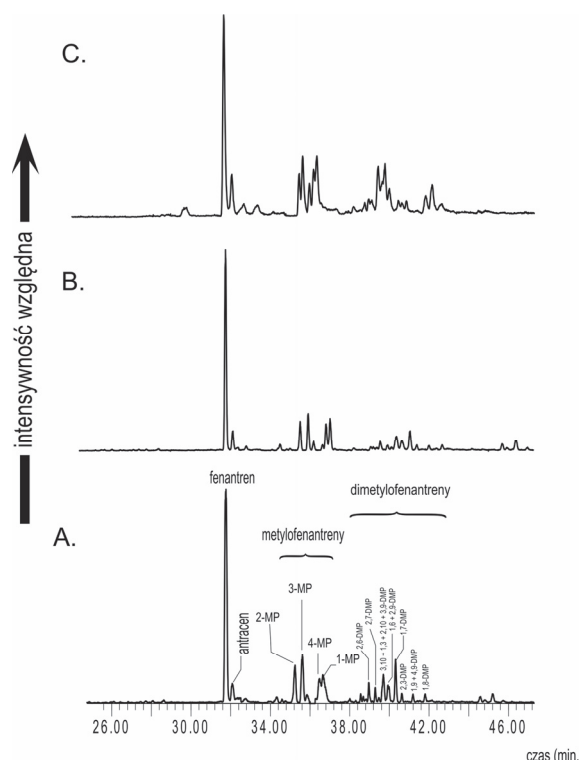 C.
intensywność względna
B.
A.
fenantren
dimetylofenantreny
metylofenantreny
antracen
2-MP
3-MP
4-MP
1-MP
2,6-DMP
2,7-DMP
3,10 - 1,3 + 2,10 + 3,9-DMP
1,6 + 2,9-DMP
1,7-DMP
2,3-DMP
1,9 + 4,9-DMP
1,8-DMP
26.00 30.00 34.00 38.00 42.00 46.00
czas (min.